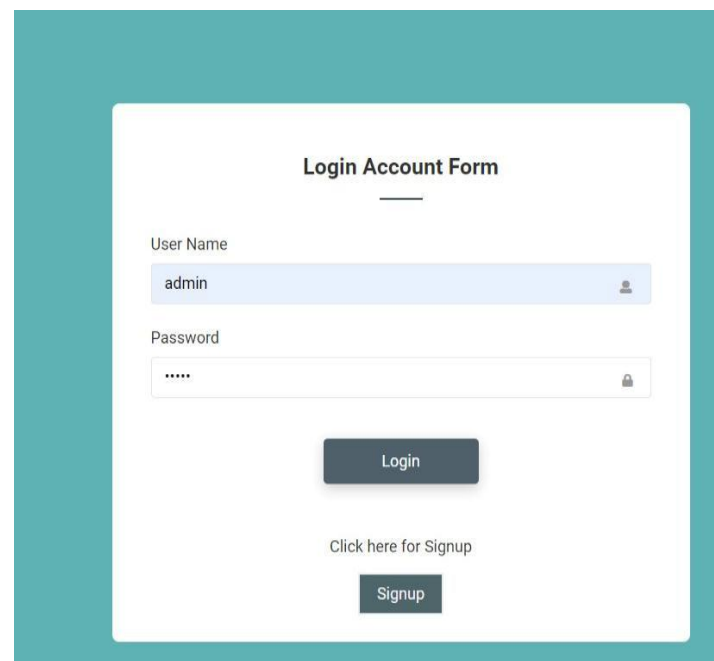 Login Account Form
User Name
admin
Password
•••••
Login
Click here for Signup
Signup